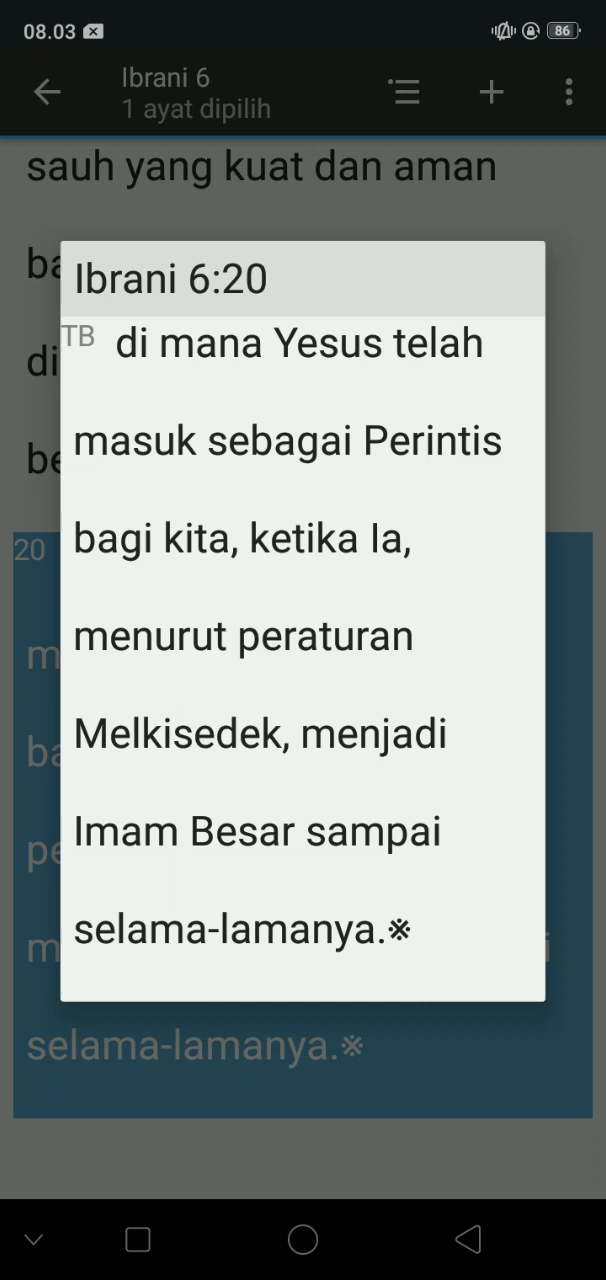 08.03
86
Ibrani 6
1 ayat dipilih
sauh yang kuat dan aman
Ibrani 6:20
TB di mana Yesus telah
masuk sebagai Perintis
bagi kita, ketika Ia,
menurut peraturan
Melkisedek, menjadi
Imam Besar sampai
selama-lamanya.※
20
selama-lamanya.※